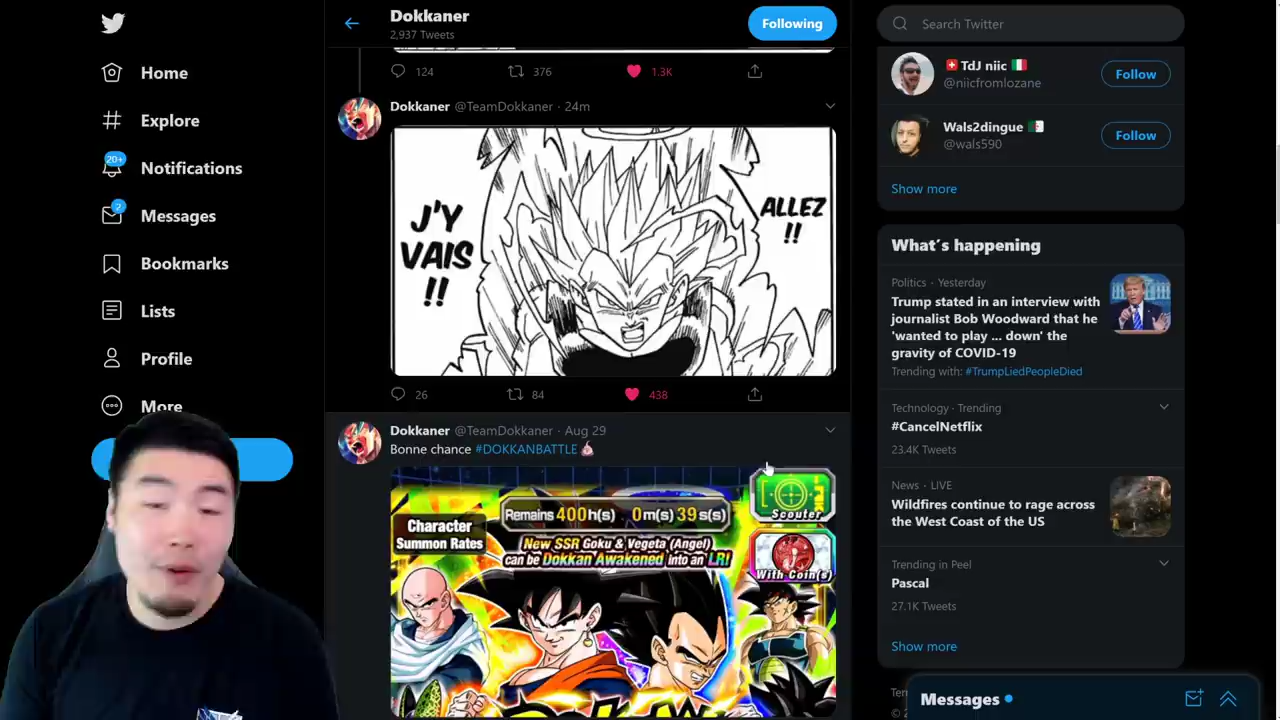 Home
Explore
20+
Notifications
2
Messages
Bookmarks
Lists
Profile
More
Dokkaner
2,937 Tweets
Following
124
376
1.3K
Dokkaner @TeamDokkaner · 24m
J'Y
VAIS
!!
ALLEZ
!!
26
84
438
Dokkaner @TeamDokkaner · Aug 29
Bonne chance #DOKKANBATTLE
Character
Summon Rates
Remains 400h(s) 0m(s) 39s(s)
New SSR Goku & Vegeta (Angel)
can be Dokkan Awakened into an LR!
Scouter
With Coin(s)
Search Twitter
TdJ niic
@niicfromlozane
Follow
Wals2dingue
@wals590
Follow
Show more
What's happening
Politics · Yesterday
Trump stated in an interview with
journalist Bob Woodward that he
'wanted to play ... down' the
gravity of COVID-19
Trending with: #TrumpLiedPeopleDied
Technology · Trending
#CancelNetflix
23.4K Tweets
News · LIVE
Wildfires continue to rage across
the West Coast of the US
Trending in Peel
Pascal
27.1K Tweets
Show more
Messages